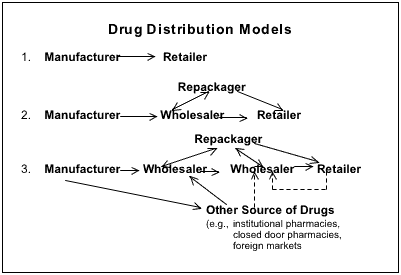 Drug Distribution Models
1. Manufacturer Retailer
Repackager
2. Manufacturer Wholesaler Retailer
Repackager
3. Manufacturer Wholesaler Wholesaler Retailer
Other Source of Drugs
(e.g., institutional pharmacies,
closed door pharmacies,
foreign markets